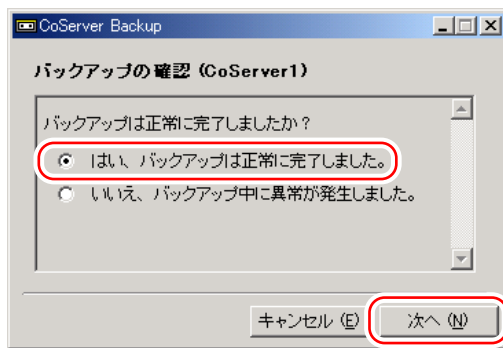 CoServer Backup
バックアップの確認 (CoServer1)
バックアップは正常に完了しましたか？
はい、バックアップは正常に完了しました。
いいえ、バックアップ中に異常が発生しました。
キャンセル (E) 次へ (N)